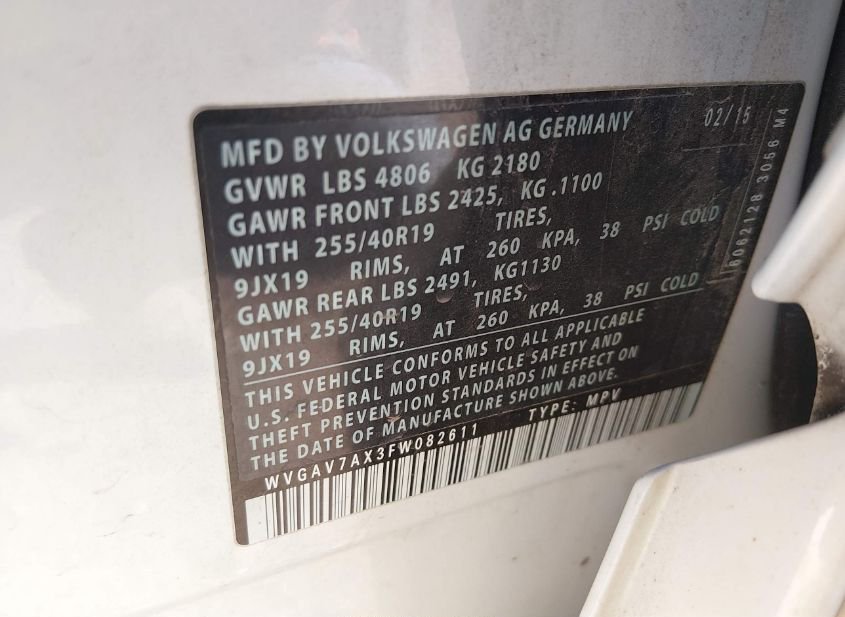 MFD BY VOLKSWAGEN AG GERMANY 02/15
GVWR LBS 4806 KG 2180
GAWR FRONT LBS 2425, KG .1100
WITH 255/40R19 TIRES,
9JX19 RIMS, AT 260 KPA, 38 PSI COLD
GAWR REAR LBS 2491, KG1130
WITH 255/40R19 TIRES,
9JX19 RIMS, AT 260 KPA, 38 PSI COLD
THIS VEHICLE CONFORMS TO ALL APPLICABLE
U.S. FEDERAL MOTOR VEHICLE SAFETY AND
THEFT PREVENTION STANDARDS IN EFFECT ON
THE DATE OF MANUFACTURE SHOWN ABOVE.
WVGAV7AX3FW082611 TYPE: MPV
6062128 3056 M4